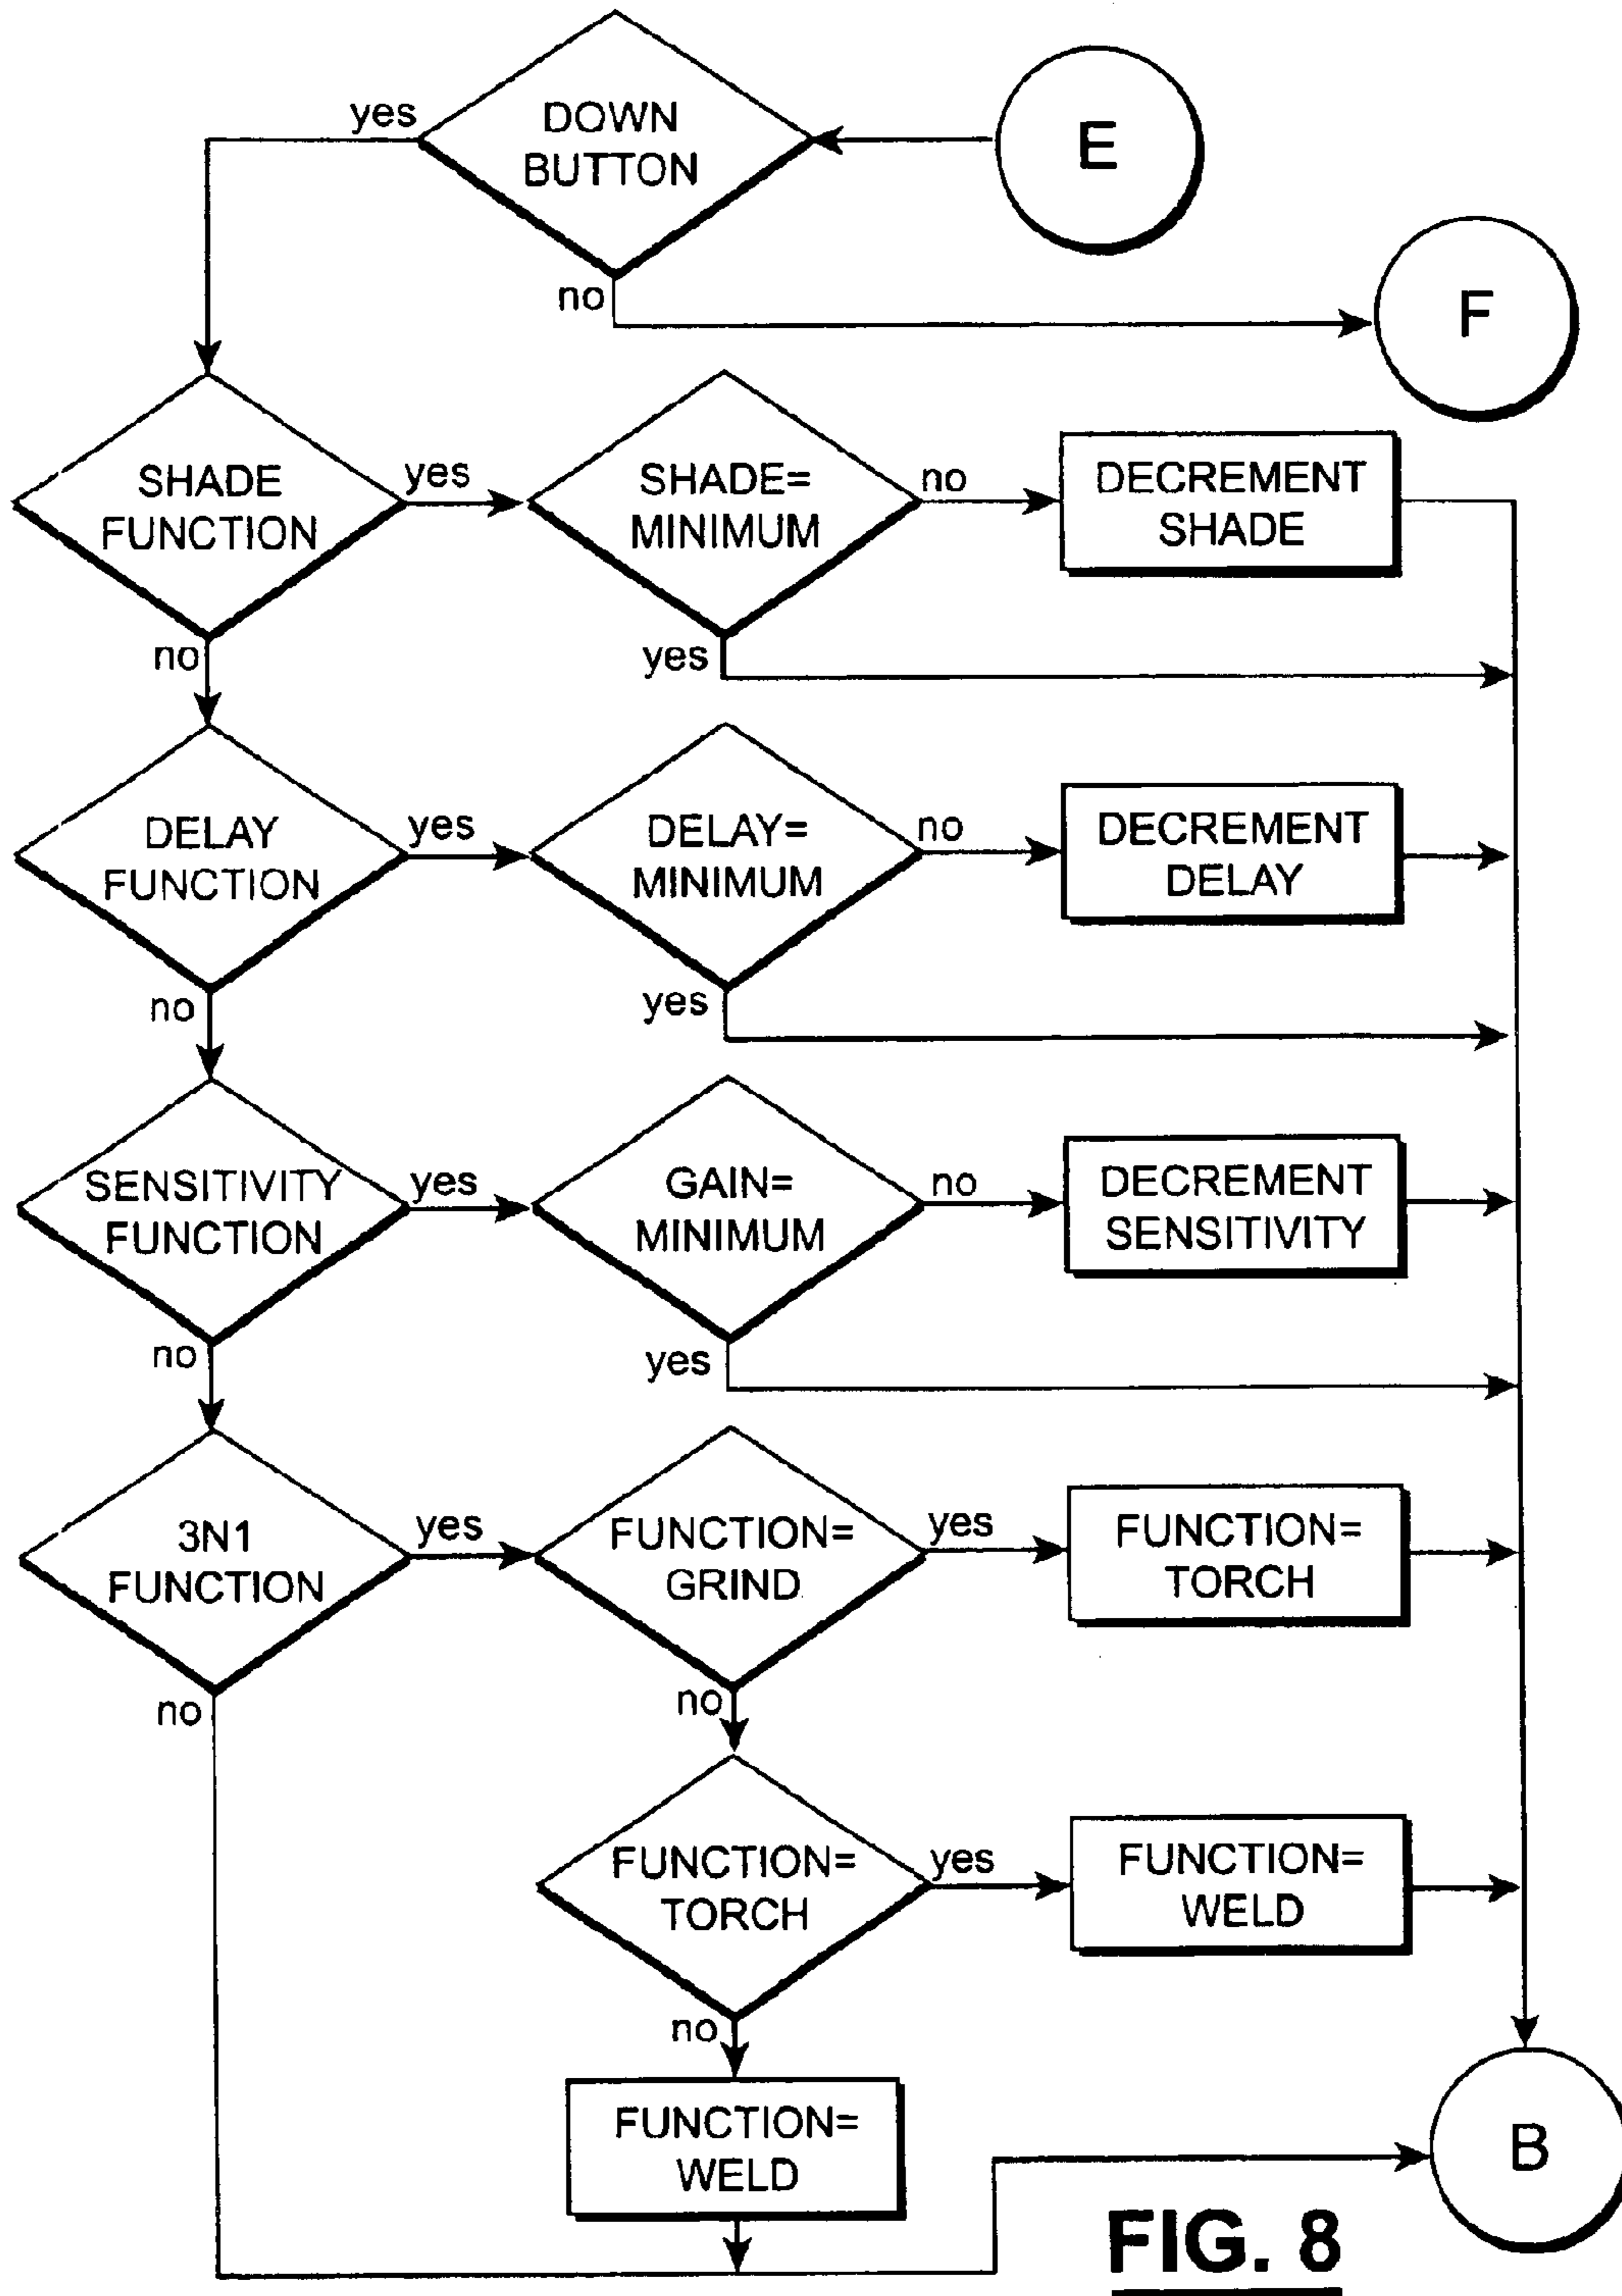 DOWN
BUTTON
yes
E
no
F
SHADE
FUNCTION
yes
SHADE=
MINIMUM
no
DECREMENT
SHADE
no
yes
DELAY
FUNCTION
yes
DELAY=
MINIMUM
no
DECREMENT
DELAY
no
yes
SENSITIVITY
FUNCTION
yes
GAIN=
MINIMUM
no
DECREMENT
SENSITIVITY
no
yes
3N1
FUNCTION
yes
FUNCTION=
GRIND
yes
FUNCTION=
TORCH
no
no
FUNCTION=
TORCH
yes
FUNCTION=
WELD
no
FUNCTION=
WELD
B
FIG. 8